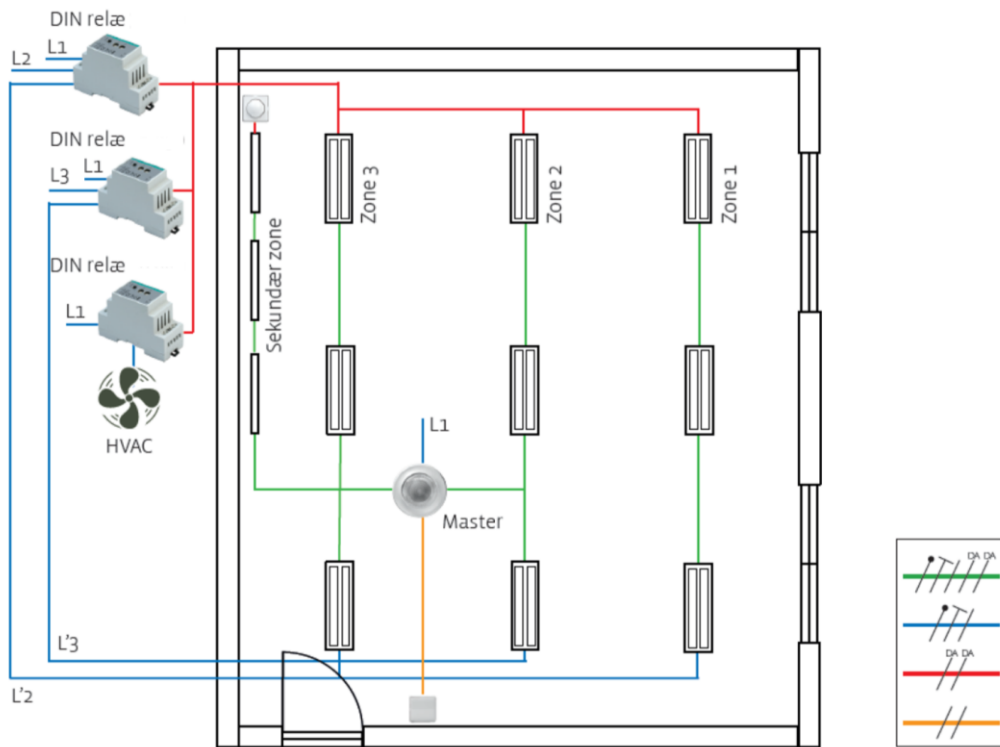 DIN relæ
L1
L2
DIN relæ
L1
L3
DIN relæ
L1
HVAC
Sekundær zone
Zone 3
Zone 2
Zone 1
L1
Master
L'3
L'2
DA DA
DA DA